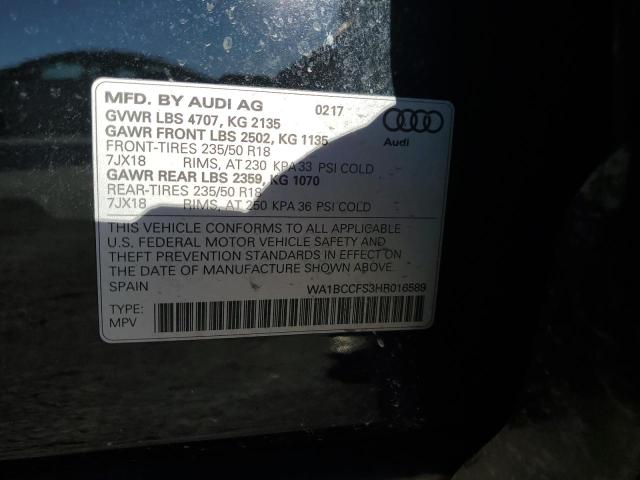 MFD. BY AUDI AG 0217
GVWR LBS 4707, KG 2135
GAWR FRONT LBS 2502, KG 1135
FRONT-TIRES 235/50 R18
7JX18 RIMS, AT 230 KPA 33 PSI COLD
GAWR REAR LBS 2359, KG 1070
REAR-TIRES 235/50 R18
7JX18 RIMS, AT 250 KPA 36 PSI COLD
Audi
THIS VEHICLE CONFORMS TO ALL APPLICABLE
U.S. FEDERAL MOTOR VEHICLE SAFETY AND
THEFT PREVENTION STANDARDS IN EFFECT ON
THE DATE OF MANUFACTURE SHOWN ABOVE.
SPAIN WA1BCCFS3HR016589
TYPE:
MPV